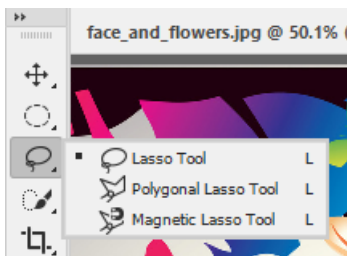 face_and_flowers.jpg @ 50.1%
Lasso Tool L
Polygonal Lasso Tool L
Magnetic Lasso Tool L